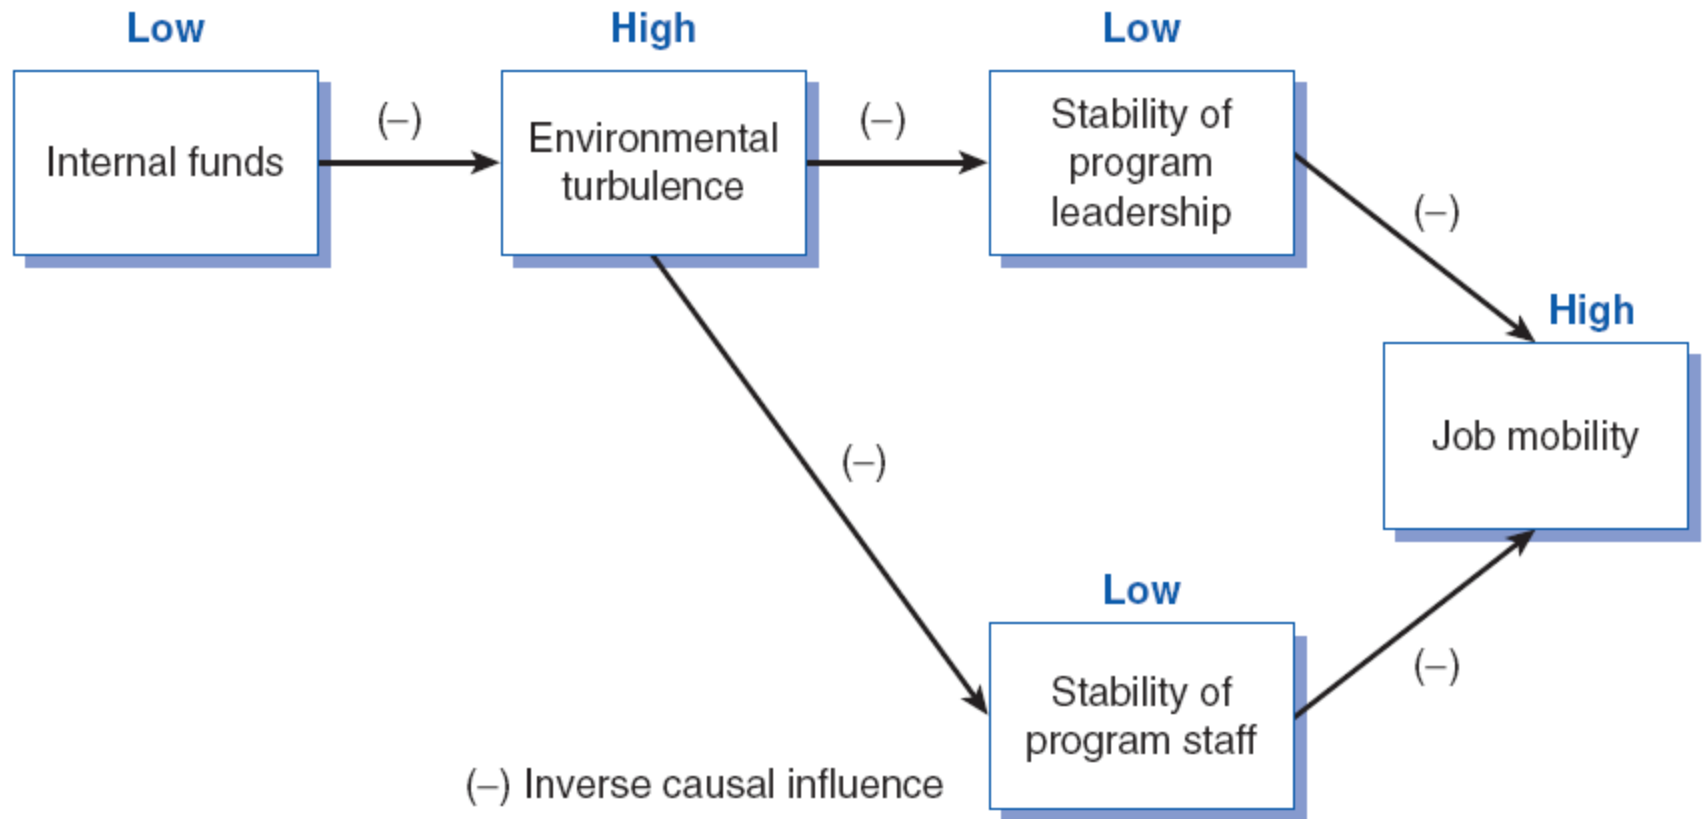 Low
High
Low
Internal funds
(–)
Environmental
turbulence
(–)
Stability of
program
leadership
(–)
High
Job mobility
(–)
Low
Stability of
program staff
(–)
(–) Inverse causal influence